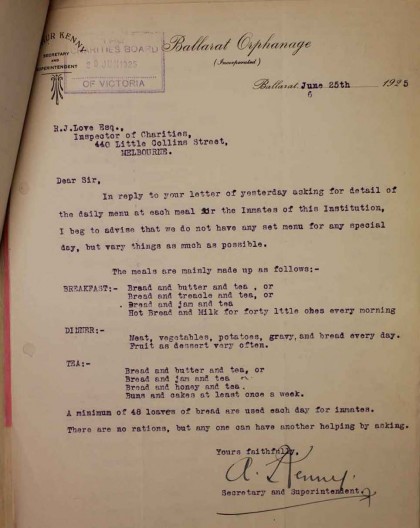 UR KENNY
SECRETARY
AND
SUPERINTENDENT
CHARITIES BOARD
1925
OF VICTORIA
Ballarat Orphanage
(Incorporated)
Ballarat, June 25th 1925
6
R.J.Love Esq.,
Inspector of Charities,
440 Little Collins Street,
MELBOURNE.
Dear Sir,
In reply to your letter of yesterday asking for detail of
the daily menu at each meal for the Inmates of this Institution,
I beg to advise that we do not have any set menu for any special
day, but vary things as much as possible.
The meals are mainly made up as follows:-
BREAKFAST:- Bread and butter and tea , or
Bread and treacle and tea, or
Bread and jam and tea
Hot Bread and Milk for forty little ones every morning
DINNER:-
Meat, vegetables, potatoes, gravy, and bread every day.
Fruit as dessert very often.
TEA:-
Bread and butter and tea, or
Bread and jam and tea
Bread and honey and tea.
Buns and cakes at least once a week.
A minimum of 48 loaves of bread are used each day for inmates.
There are no rations, but any one can have another helping by asking.
Yours faithfully,
A. Kenny.
Secretary and Superintendent.